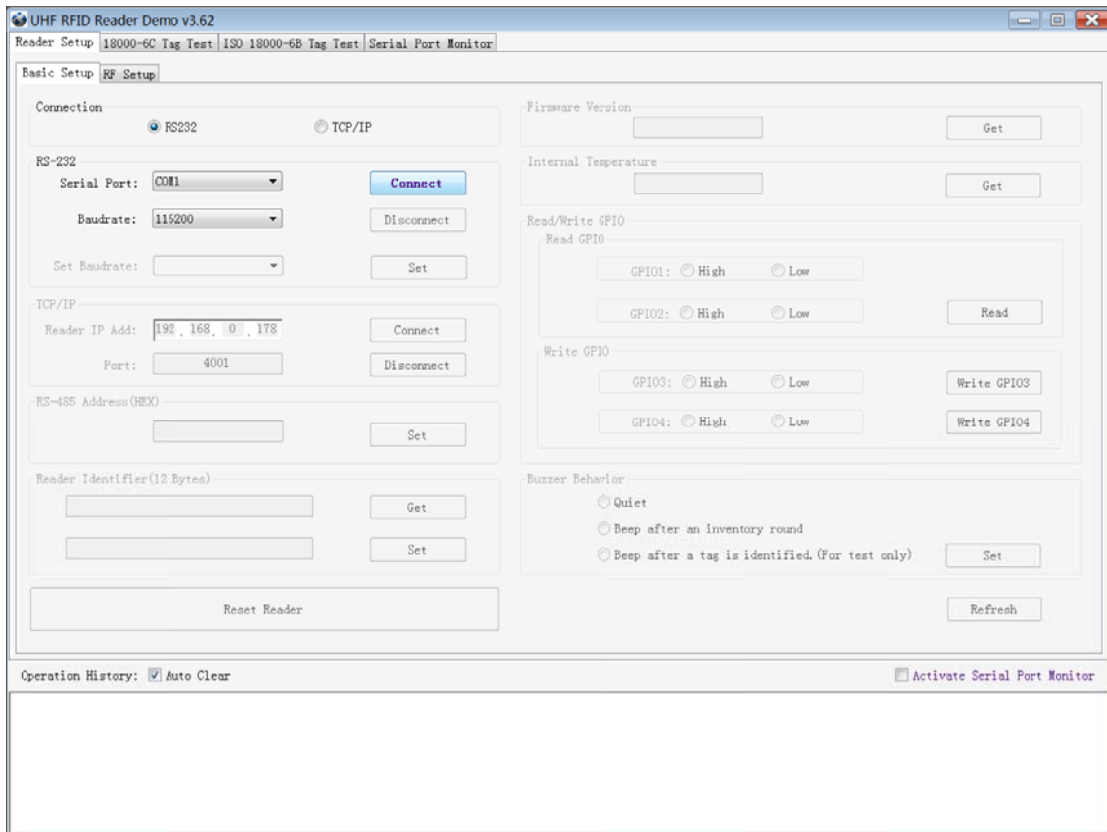 UHF RFID Reader Demo v3.62
Reader Setup 18000-6C Tag Test ISO 18000-6B Tag Test Serial Port Monitor
Basic Setup RF Setup
Connection
RS232 TCP/IP
RS-232
Serial Port: COM1 Connect
Baudrate: 115200 Disconnect
Set Baudrate: Set
TCP/IP
Reader IP Add: 192 . 168 . 0 . 178 Connect
Port: 4001 Disconnect
RS-485 Address(HEX)
Set
Reader Identifier(12 Bytes)
Get
Set
Reset Reader
Firmware Version
Get
Internal Temperature
Get
Read/Write GPIO
Read GPIO
GPIO1: High Low
GPIO2: High Low Read
Write GPIO
GPIO3: High Low Write GPIO3
GPIO4: High Low Write GPIO4
Buzzer Behavior
Quiet
Beep after an inventory round
Beep after a tag is identified.(For test only) Set
Refresh
Operation History: Auto Clear Activate Serial Port Monitor